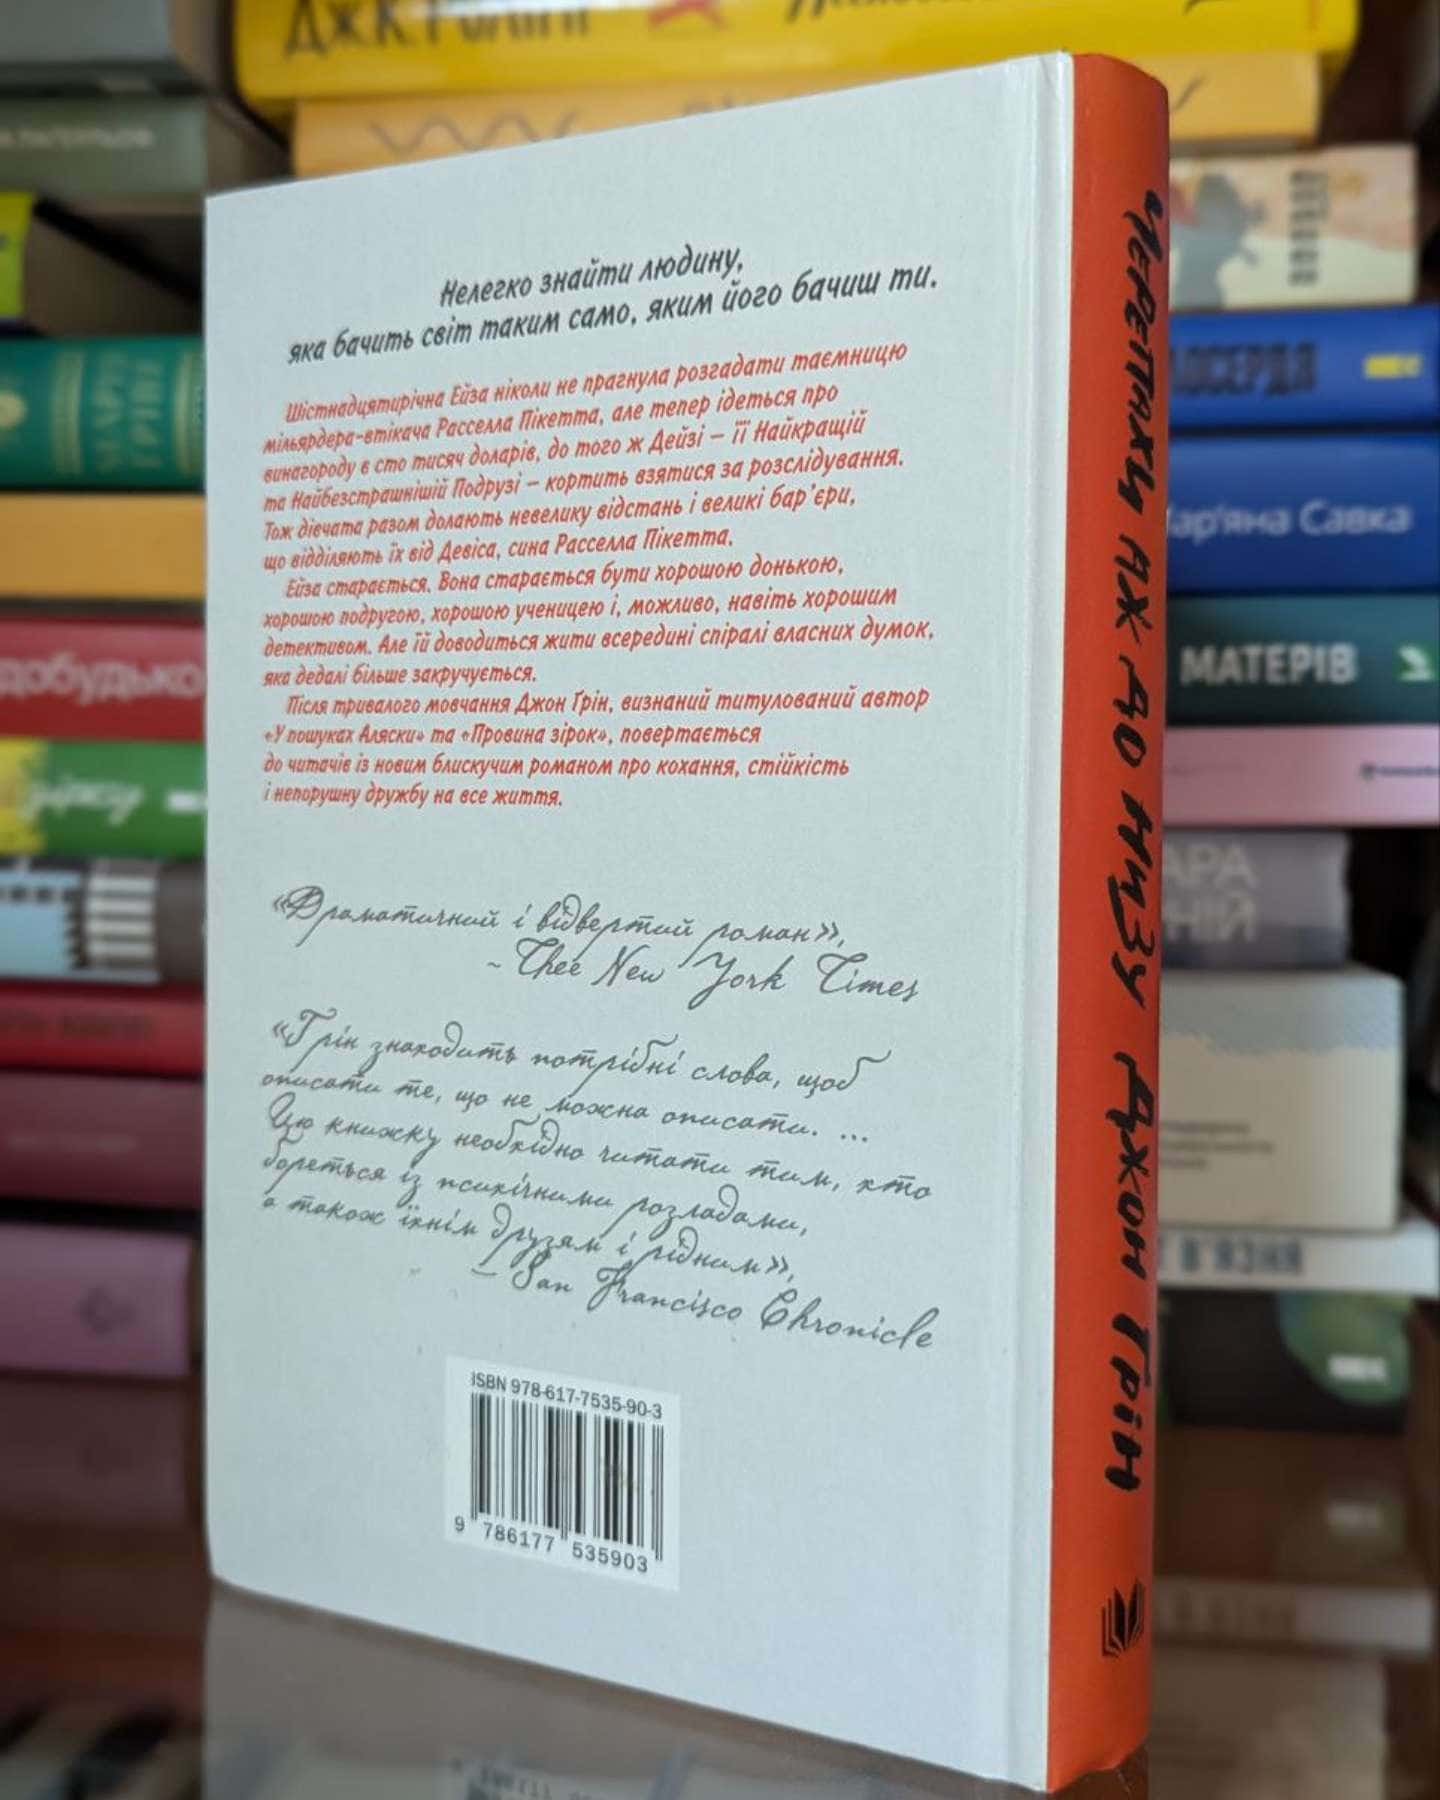 Нелегко знайти людину,
яка бачить світ таким само, яким його бачиш ти.
Шістнадцятирічна Ейза ніколи не прагнула розгадати таємницю
мільярдера-втікача Расселла Пікетта, але тепер ідеться про
винагороду в сто тисяч доларів, до того ж Дейзі – її Найкращій
та Найбезстрашнішій Подрузі – кортить взятися за розслідування.
Тож дівчата разом долають невелику відстань і великі бар'єри,
що відділяють їх від Девіса, сина Расселла Пікетта.
Ейза старається. Вона старається бути хорошою донькою,
хорошою подругою, хорошою ученицею і, можливо, навіть хорошим
детективом. Але їй доводиться жити всередині спіралі власних думок,
яка дедалі більше закручується.
Після тривалого мовчання Джон Ґрін, визнаний титулований автор
«У пошуках Аляски» та «Провина зірок», повертається
до читачів із новим блискучим романом про кохання, стійкість
і непорушну дружбу на все життя.
«Драматичний і відвертий роман»,
~ Thee New York Times
«Ґрін знаходить потрібні слова, щоб
описати те, що не можна описати. ...
Цю книжку необхідно читати тим, хто
бореться із психічними розладами,
а також їхнім друзям і рідним»,
– San Francisco Chronicle
ISBN 978-617-7535-90-3
9 786177 535903
Черепахи аж до низу Джон Ґрін
Мар'яна Савка
МАТЕРІВ
добудько
В'ЯЗНЯ